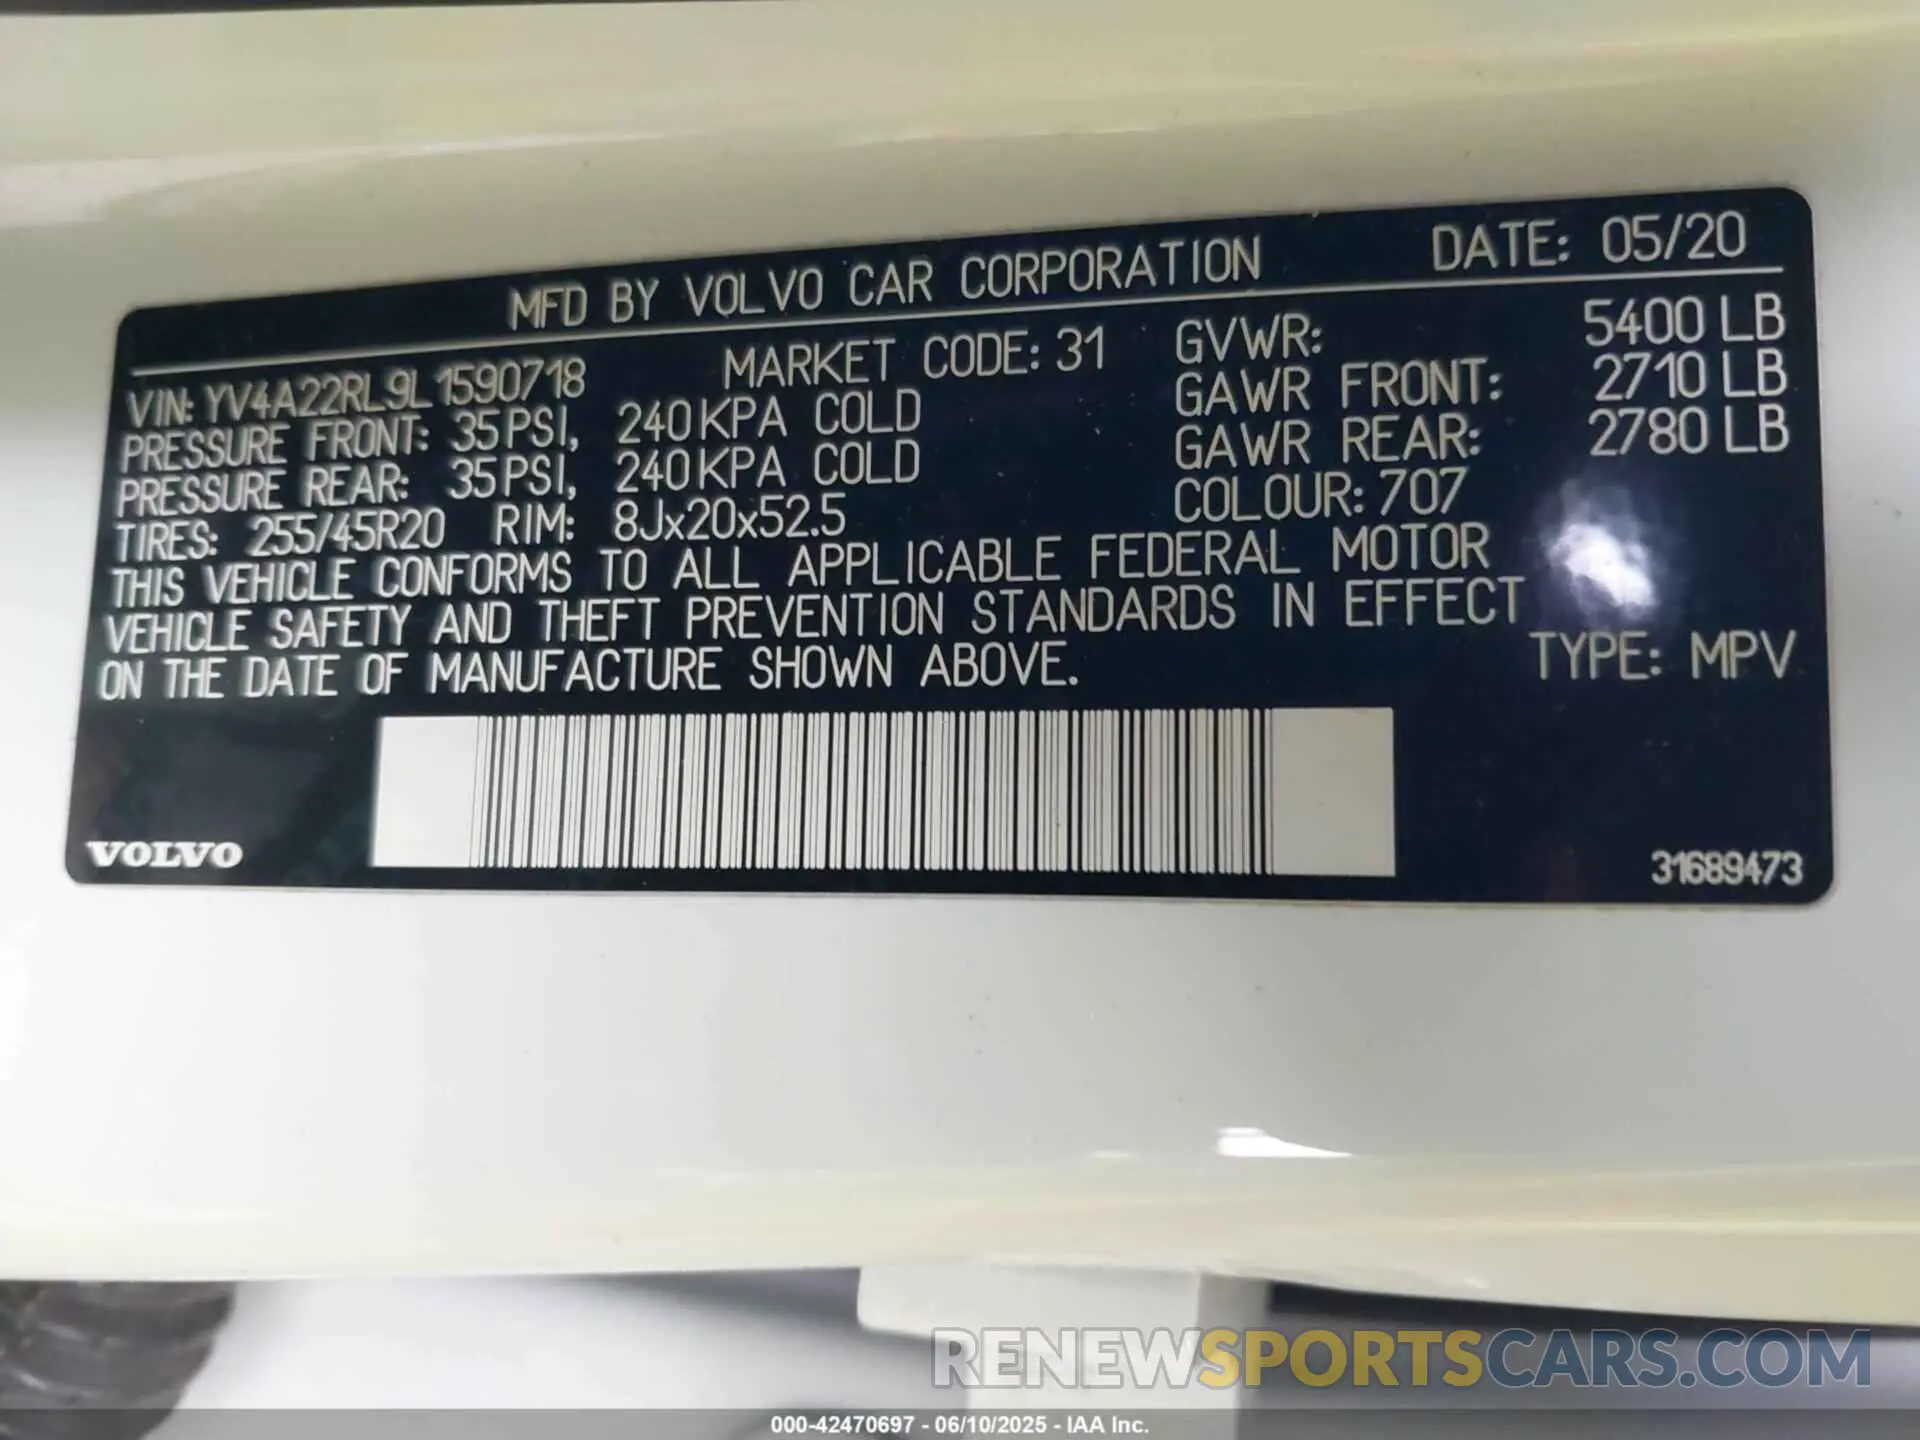 MFD BY VOLVO CAR CORPORATION DATE: 05/20
VIN: YV4A22RL9L1590718 MARKET CODE: 31 GVWR: 5400 LB
PRESSURE FRONT: 35PSI, 240KPA COLD GAWR FRONT: 2710 LB
PRESSURE REAR: 35PSI, 240KPA COLD GAWR REAR: 2780 LB
TIRES: 255/45R20 RIM: 8Jx20x52.5 COLOUR: 707
THIS VEHICLE CONFORMS TO ALL APPLICABLE FEDERAL MOTOR
VEHICLE SAFETY AND THEFT PREVENTION STANDARDS IN EFFECT
ON THE DATE OF MANUFACTURE SHOWN ABOVE. TYPE: MPV
VOLVO 31689473
RENEWSPORTSCARS.COM
000-42470697 - 06/10/2025 - IAA Inc.